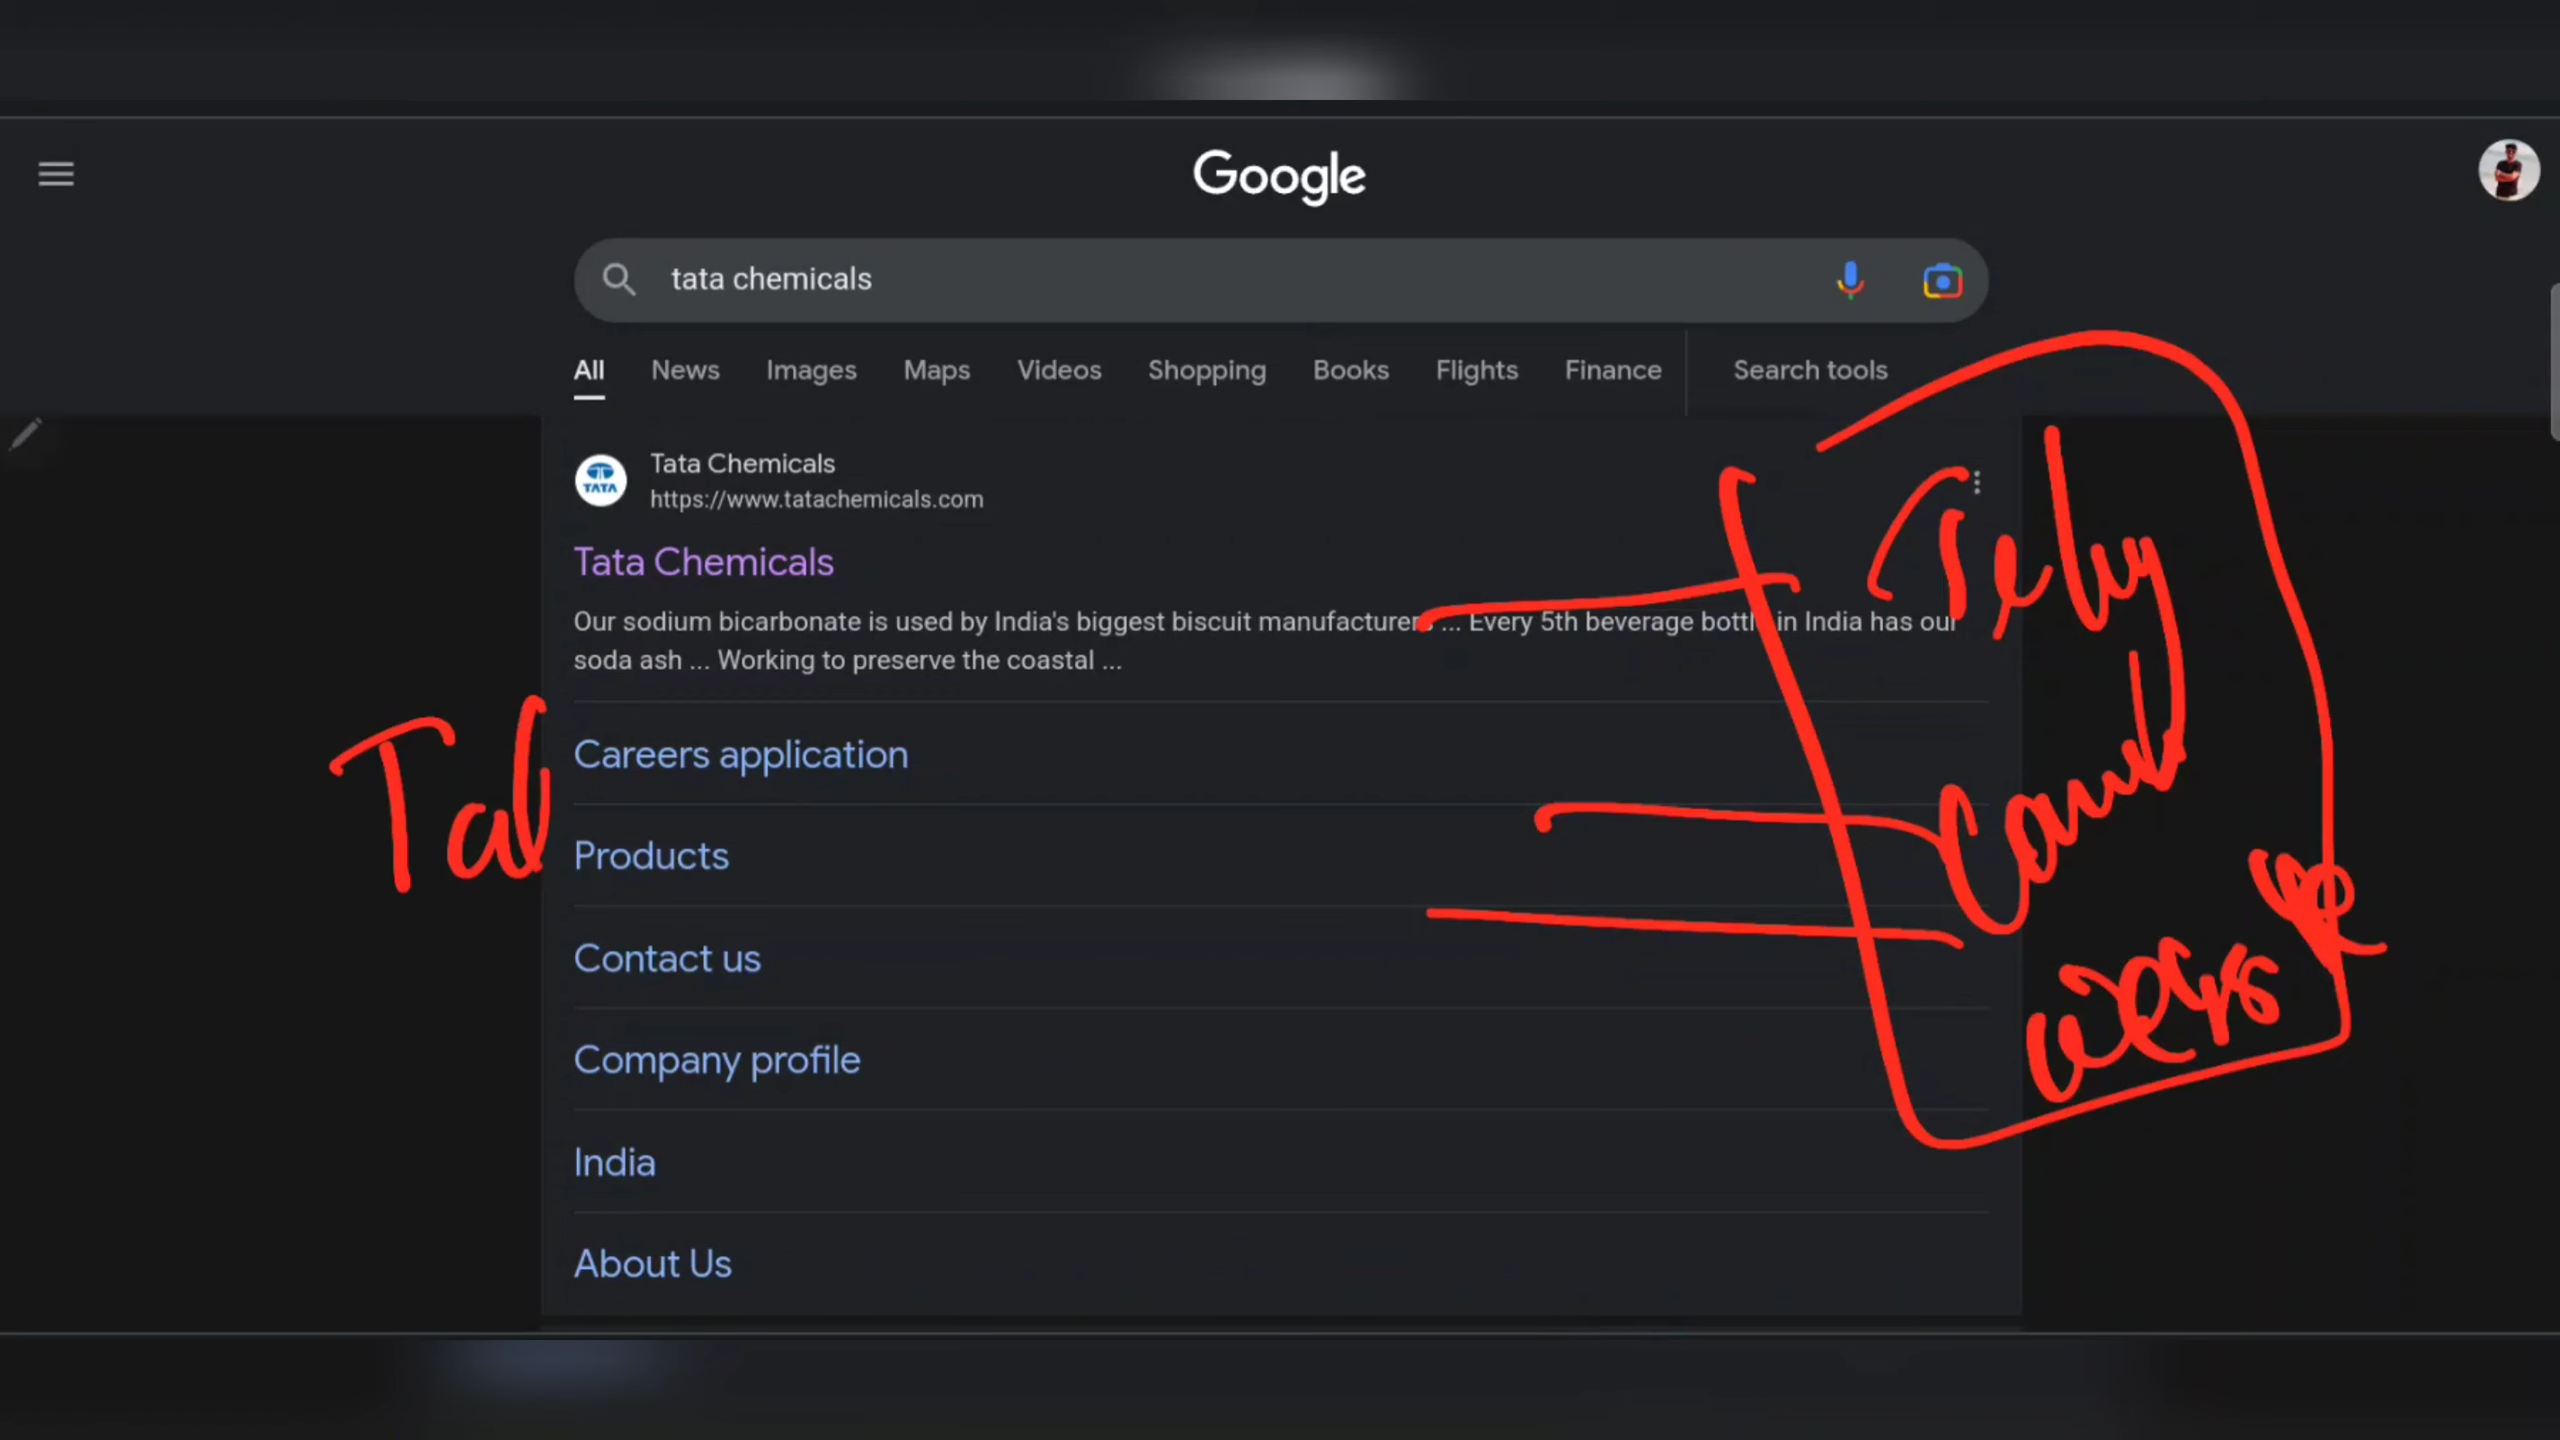 Google
tata chemicals
All News Images Maps Videos Shopping Books Flights Finance Search tools
Tata Chemicals
TATA
https://www.tatachemicals.com
Tata Chemicals
Our sodium bicarbonate is used by India's biggest biscuit manufacturers ... Every 5th beverage bottle in India has our
soda ash ... Working to preserve the coastal ...
Careers application
Products
Contact us
Company profile
India
About Us